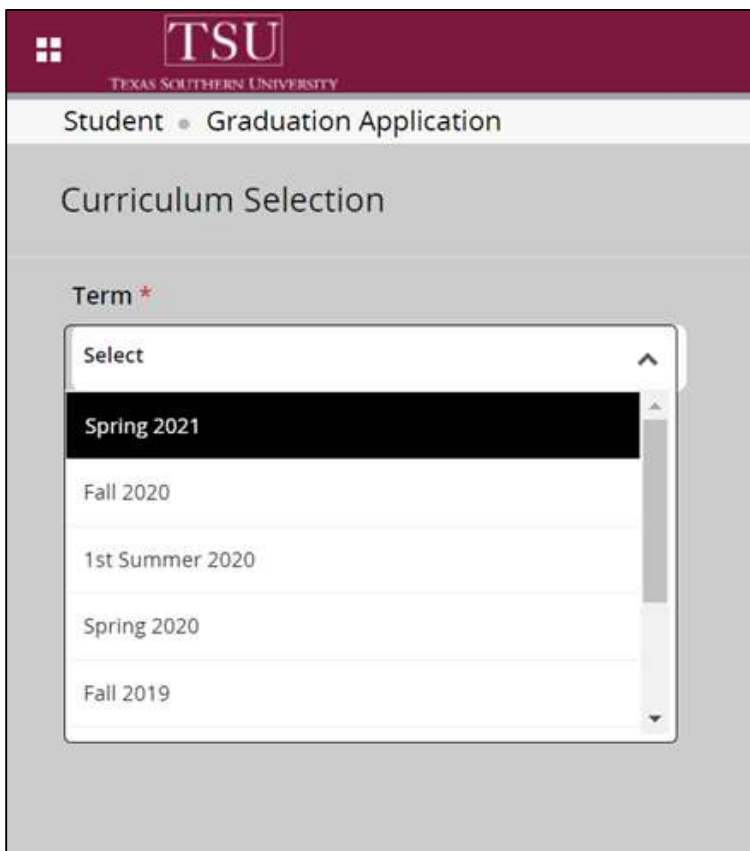 TSU
TEXAS SOUTHERN UNIVERSITY
Student • Graduation Application
Curriculum Selection
Term *
Select
Spring 2021
Fall 2020
1st Summer 2020
Spring 2020
Fall 2019